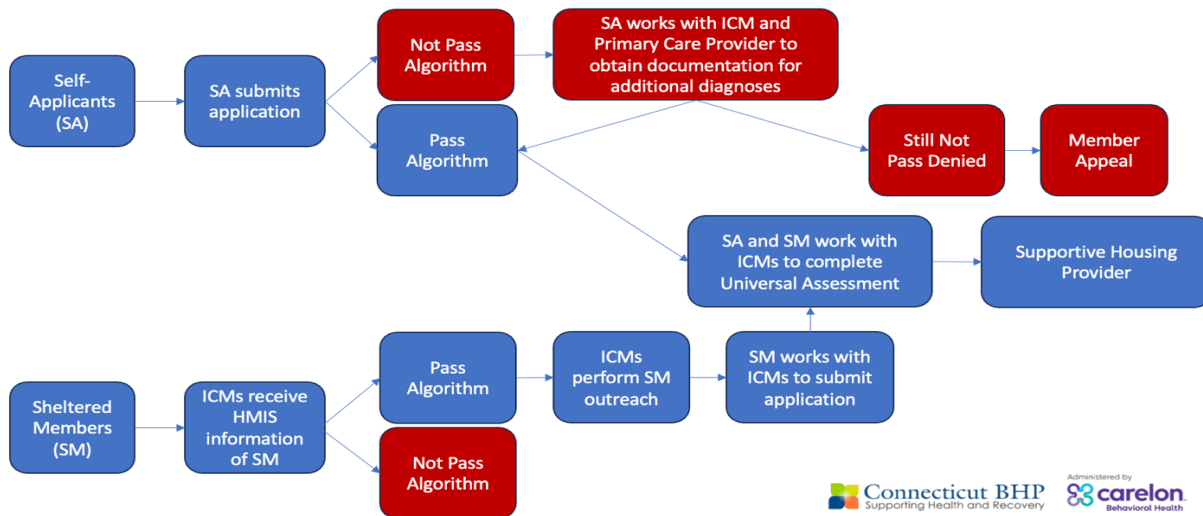 Self-
Applicants
(SA)
SA submits
application
Not Pass
Algorithm
SA works with ICM and
Primary Care Provider to
obtain documentation for
additional diagnoses
Pass
Algorithm
Still Not
Pass Denied
Member
Appeal
SA and SM work with
ICMs to complete
Universal Assessment
Supportive Housing
Provider
Sheltered
Members
(SM)
ICMs receive
HMIS
information
of SM
Pass
Algorithm
ICMs
perform SM
outreach
SM works with
ICMs to submit
application
Not Pass
Algorithm
Connecticut BHP
Supporting Health and Recovery
Administered by
carelon
Behavioral Health